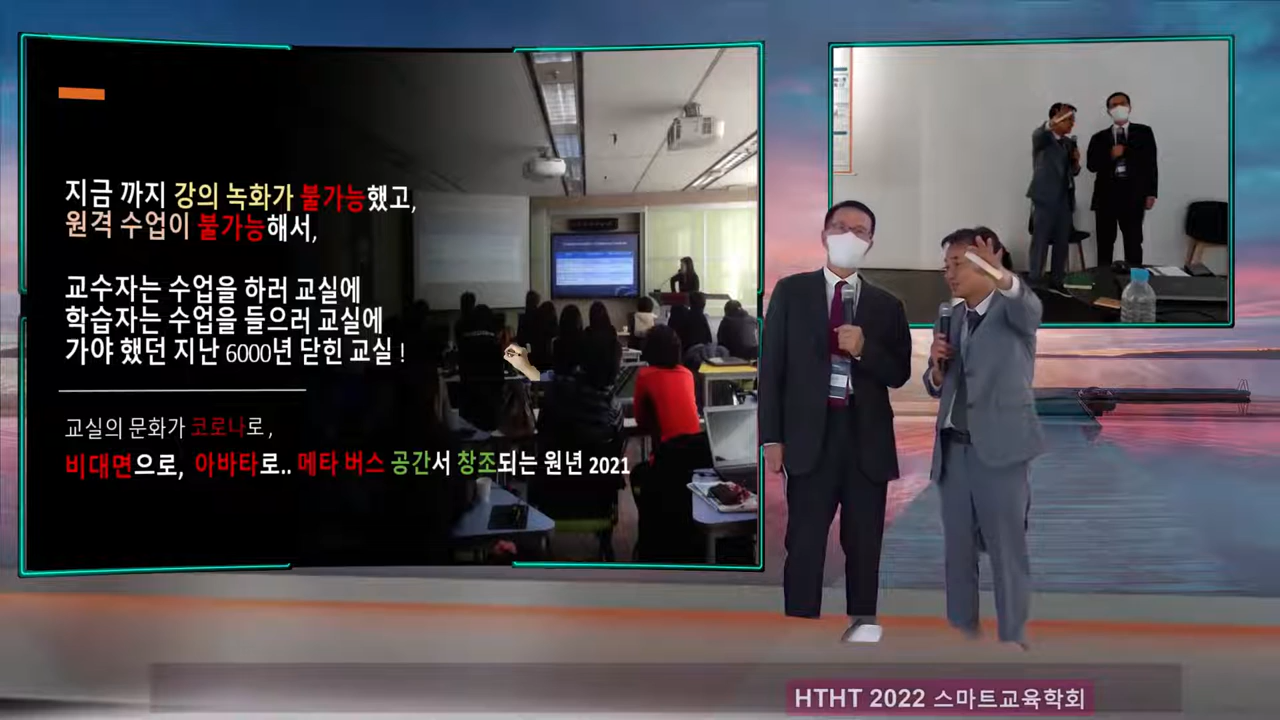 지금 까지 강의 녹화가 불가능했고,
원격 수업이 불가능해서,
교수자는 수업을 하러 교실에
학습자는 수업을 들으러 교실에
가야 했던 지난 6000년 닫힌 교실 !
교실의 문화가 코로나로 ,
비대면으로, 아바타로.. 메타 버스 공간서 창조되는 원년 2021
HTHT 2022 스마트교육학회